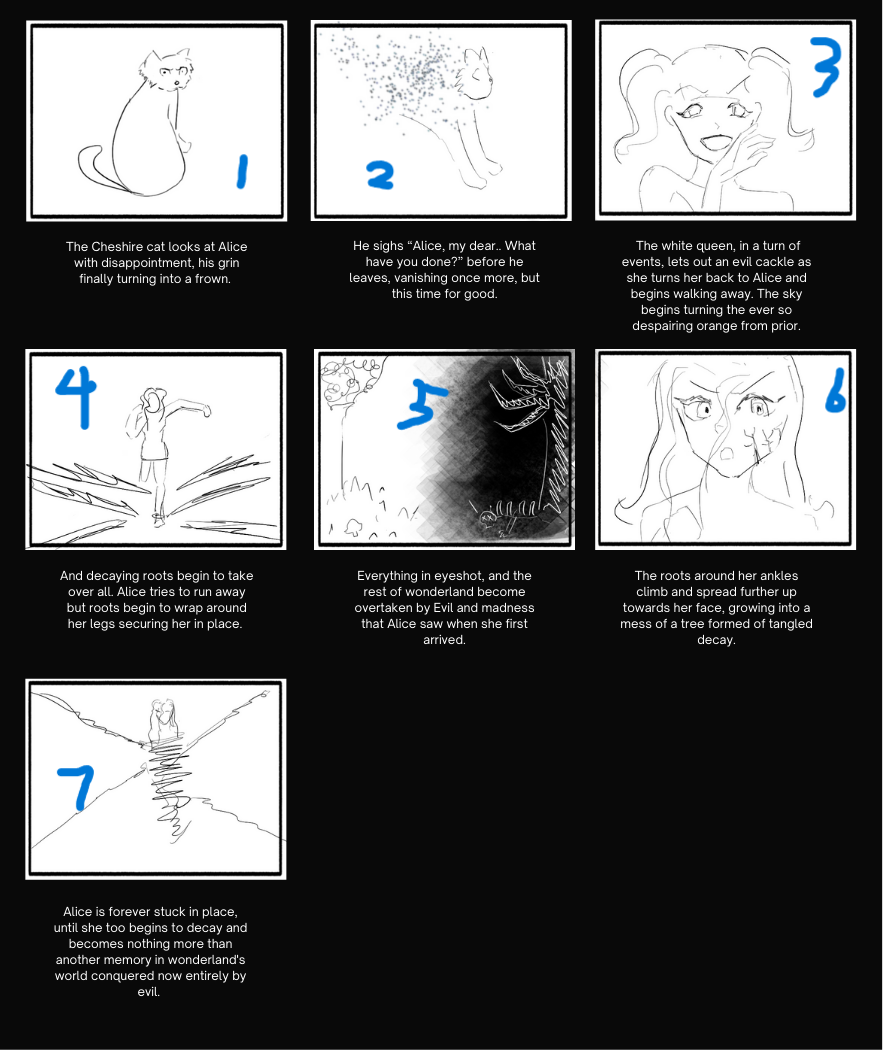 1
2
3
The Cheshire cat looks at Alice
with disappointment, his grin
finally turning into a frown.
He sighs “Alice, my dear.. What
have you done?” before he
leaves, vanishing once more, but
this time for good.
The white queen, in a turn of
events, lets out an evil cackle as
she turns her back to Alice and
begins walking away. The sky
begins turning the ever so
despairing orange from prior.
4
5
6
And decaying roots begin to take
over all. Alice tries to run away
but roots begin to wrap around
her legs securing her in place.
Everything in eyeshot, and the
rest of wonderland become
overtaken by Evil and madness
that Alice saw when she first
arrived.
The roots around her ankles
climb and spread further up
towards her face, growing into a
mess of a tree formed of tangled
decay.
7
Alice is forever stuck in place,
until she too begins to decay and
becomes nothing more than
another memory in wonderland's
world conquered now entirely by
evil.